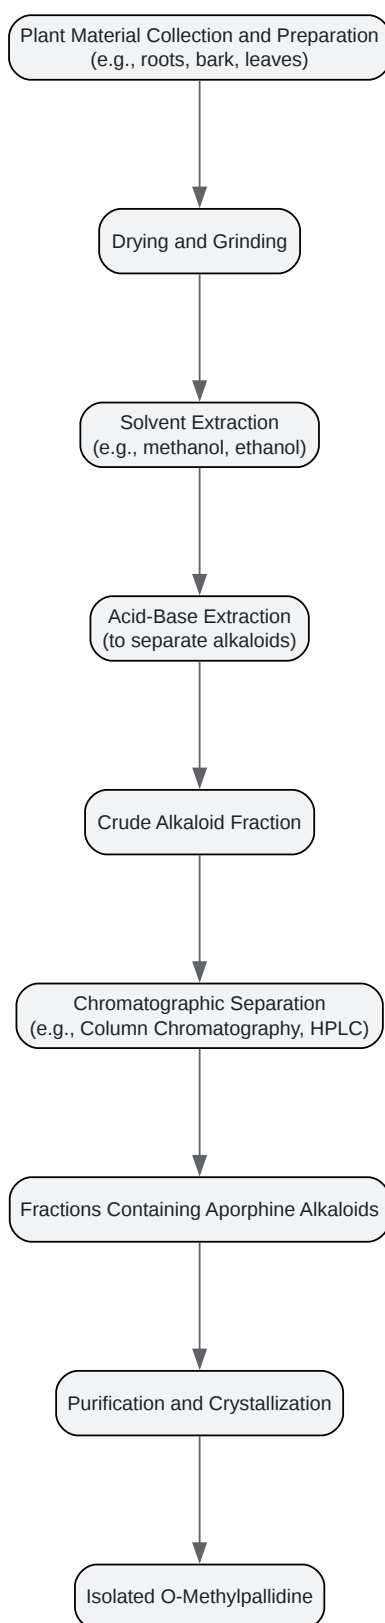 Plant Material Collection and Preparation
(e.g., roots, bark, leaves)
Drying and Grinding
Solvent Extraction
(e.g., methanol, ethanol)
Acid-Base Extraction
(to separate alkaloids)
Crude Alkaloid Fraction
Chromatographic Separation
(e.g., Column Chromatography, HPLC)
Fractions Containing Aporphine Alkaloids
Purification and Crystallization
Isolated O-Methylpallidine